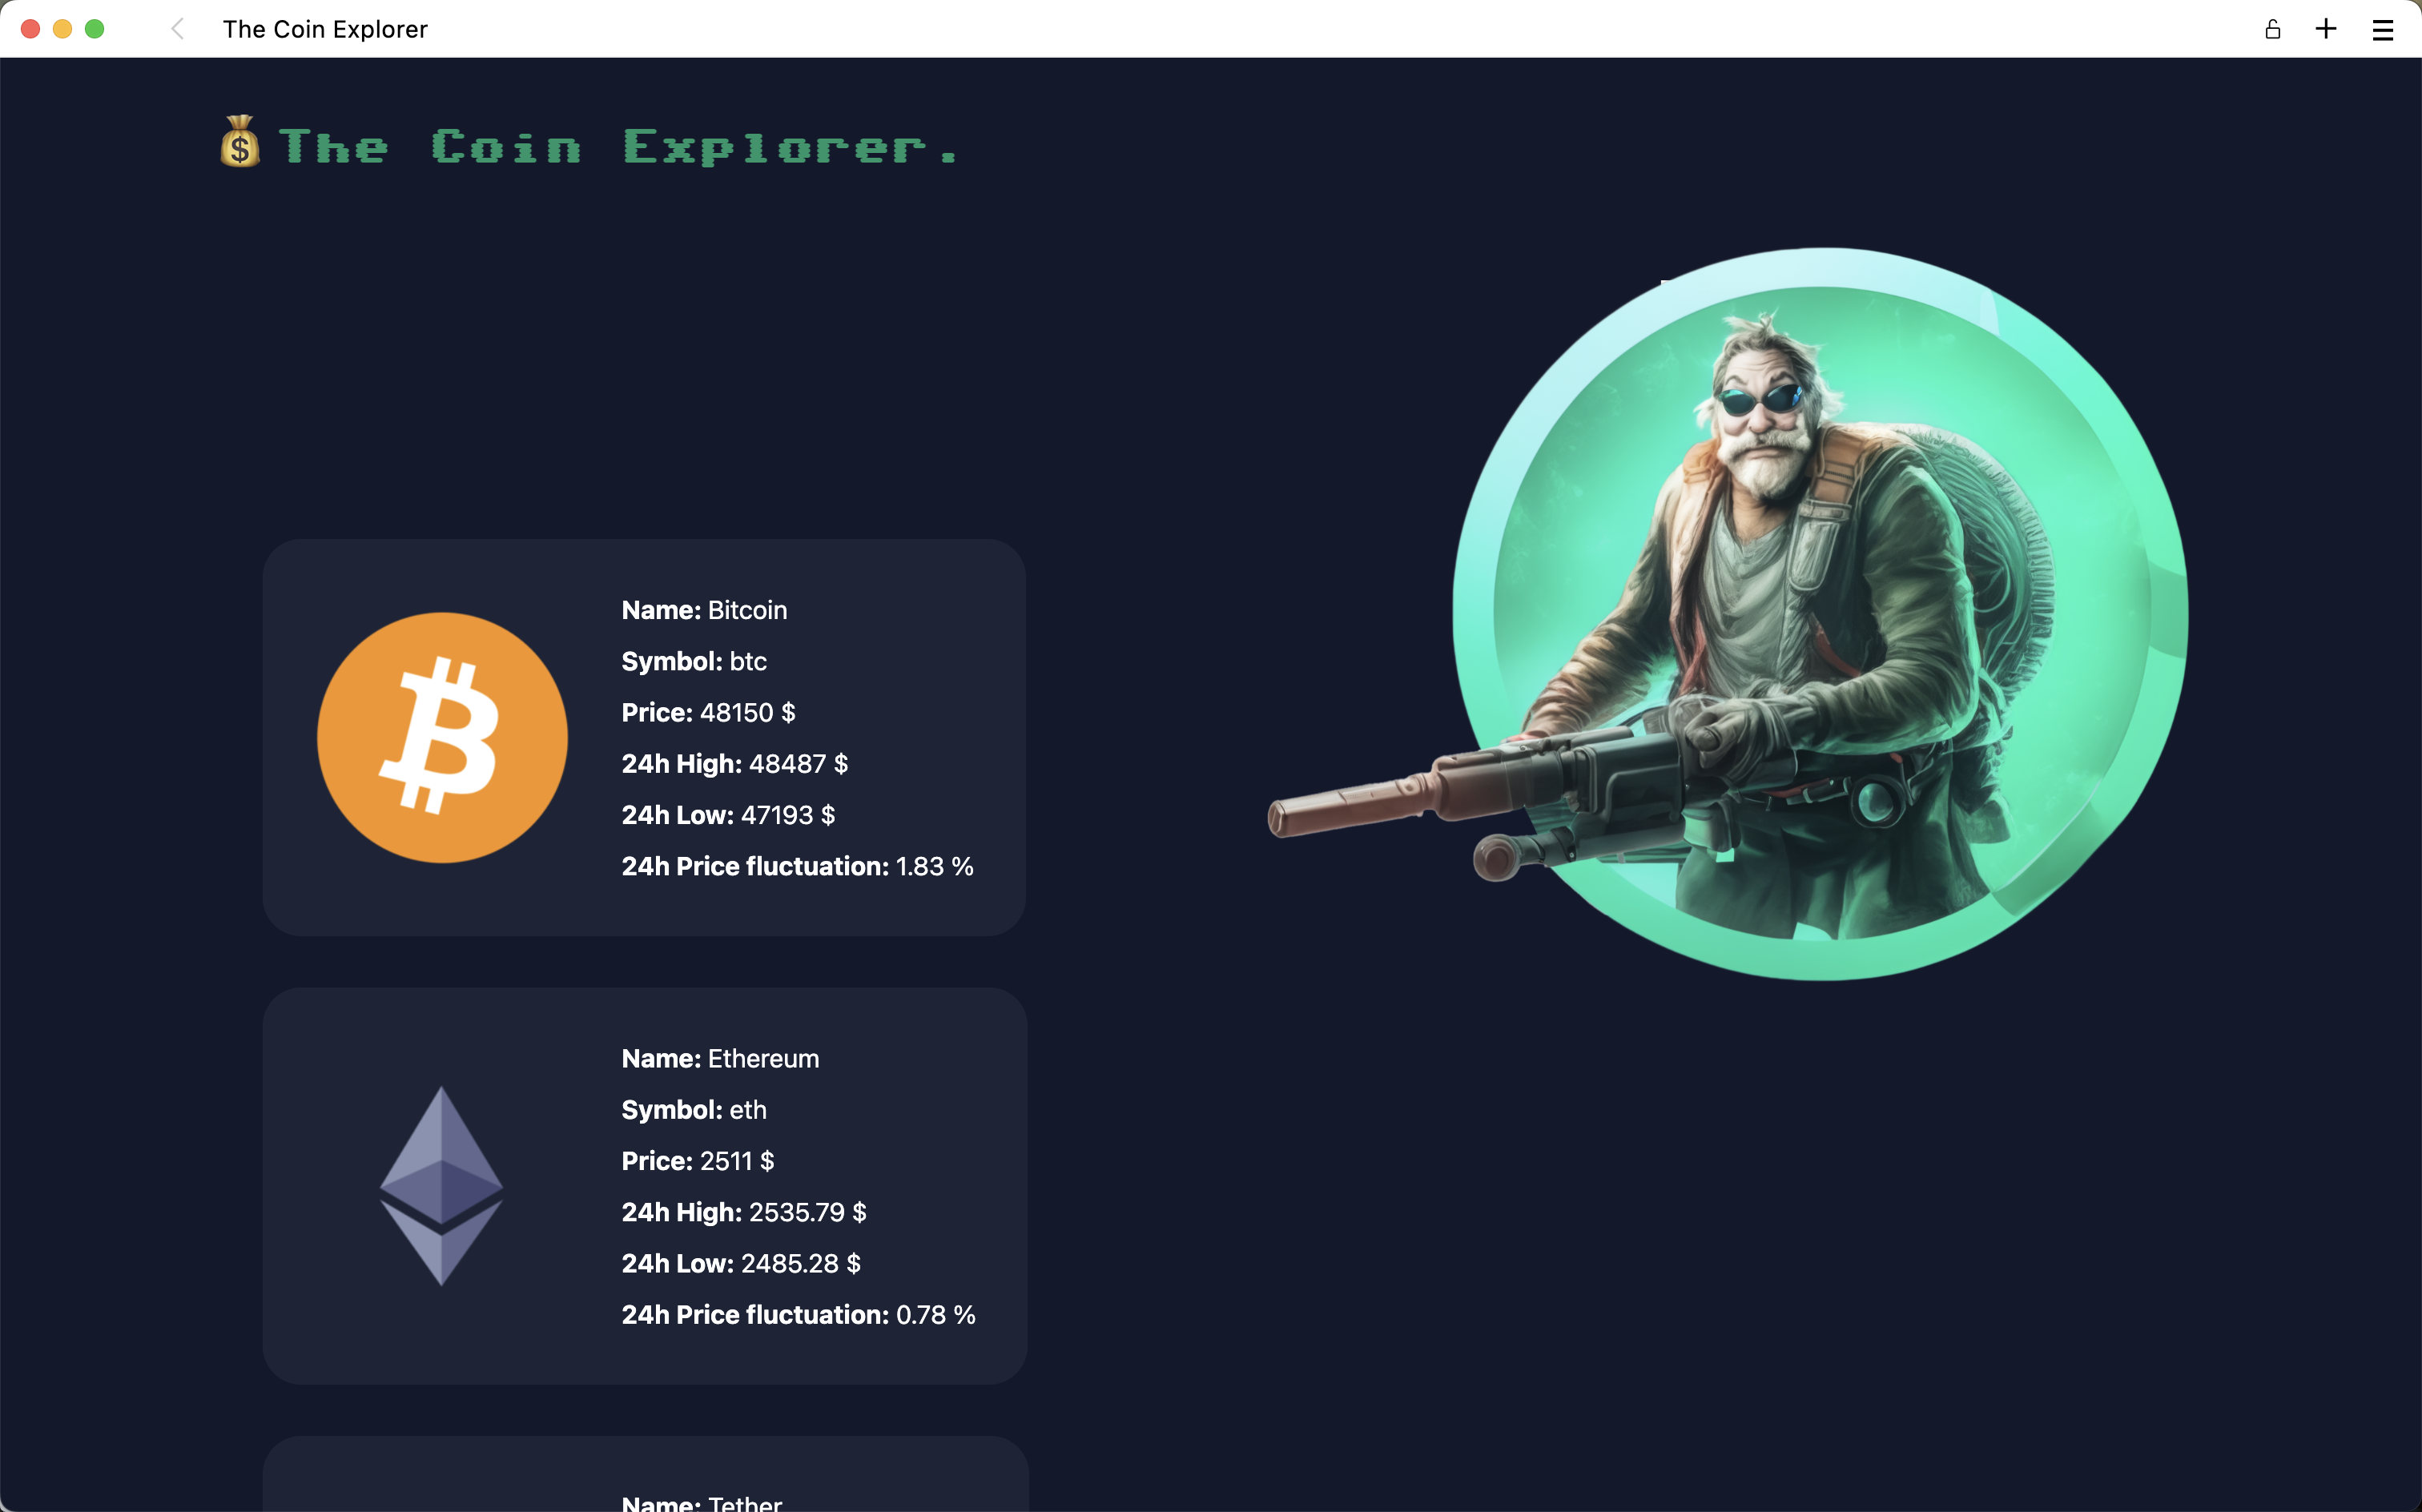 The Coin Explorer
💰The Coin Explorer.
Name: Bitcoin
Symbol: btc
Price: 48150 $
24h High: 48487 $
24h Low: 47193 $
24h Price fluctuation: 1.83 %
Name: Ethereum
Symbol: eth
Price: 2511 $
24h High: 2535.79 $
24h Low: 2485.28 $
24h Price fluctuation: 0.78 %
Name: Tether